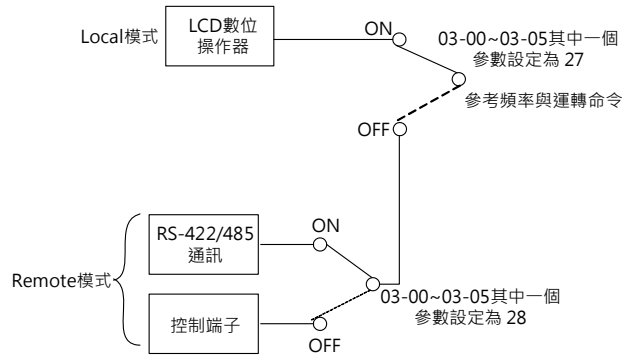 Local模式
LCD數位
操作器
ON
03-00~03-05其中一個
參數設定為 27
參考頻率與運轉命令
OFF
RS-422/485
通訊
ON
Remote模式
03-00~03-05其中一個
參數設定為 28
控制端子
OFF